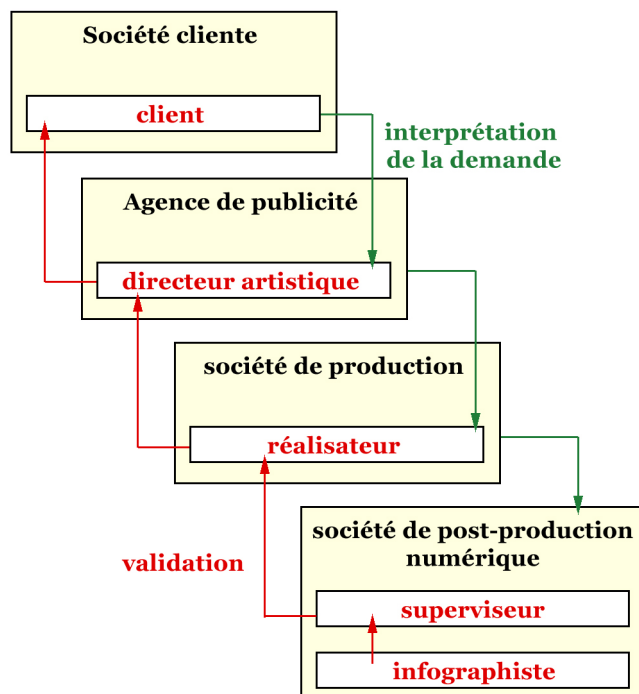 Société cliente
client
interprétation
de la demande
Agence de publicité
directeur artistique
société de production
réalisateur
société de post-production
numérique
validation
superviseur
infographiste